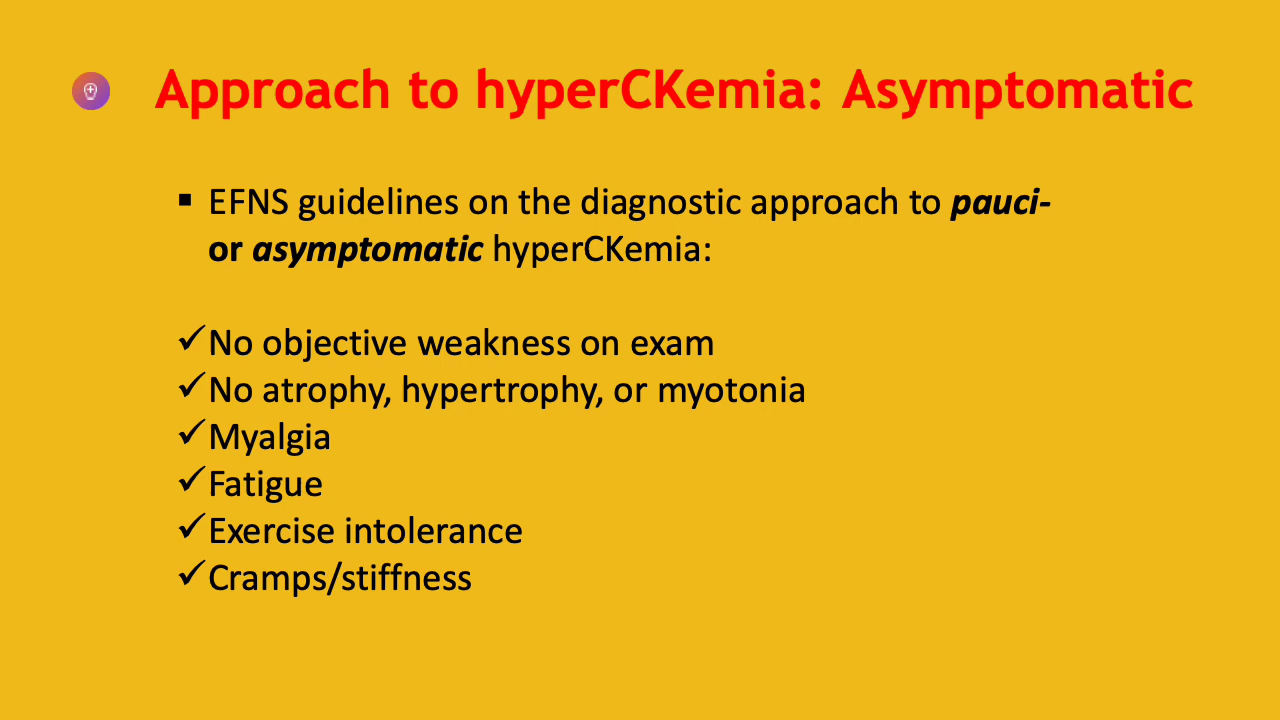 Approach to hyperCKemia: Asymptomatic
▪ EFNS guidelines on the diagnostic approach to pauci-
or asymptomatic hyperCKemia:
✓No objective weakness on exam
✓No atrophy, hypertrophy, or myotonia
✓Myalgia
✓Fatigue
✓Exercise intolerance
✓Cramps/stiffness